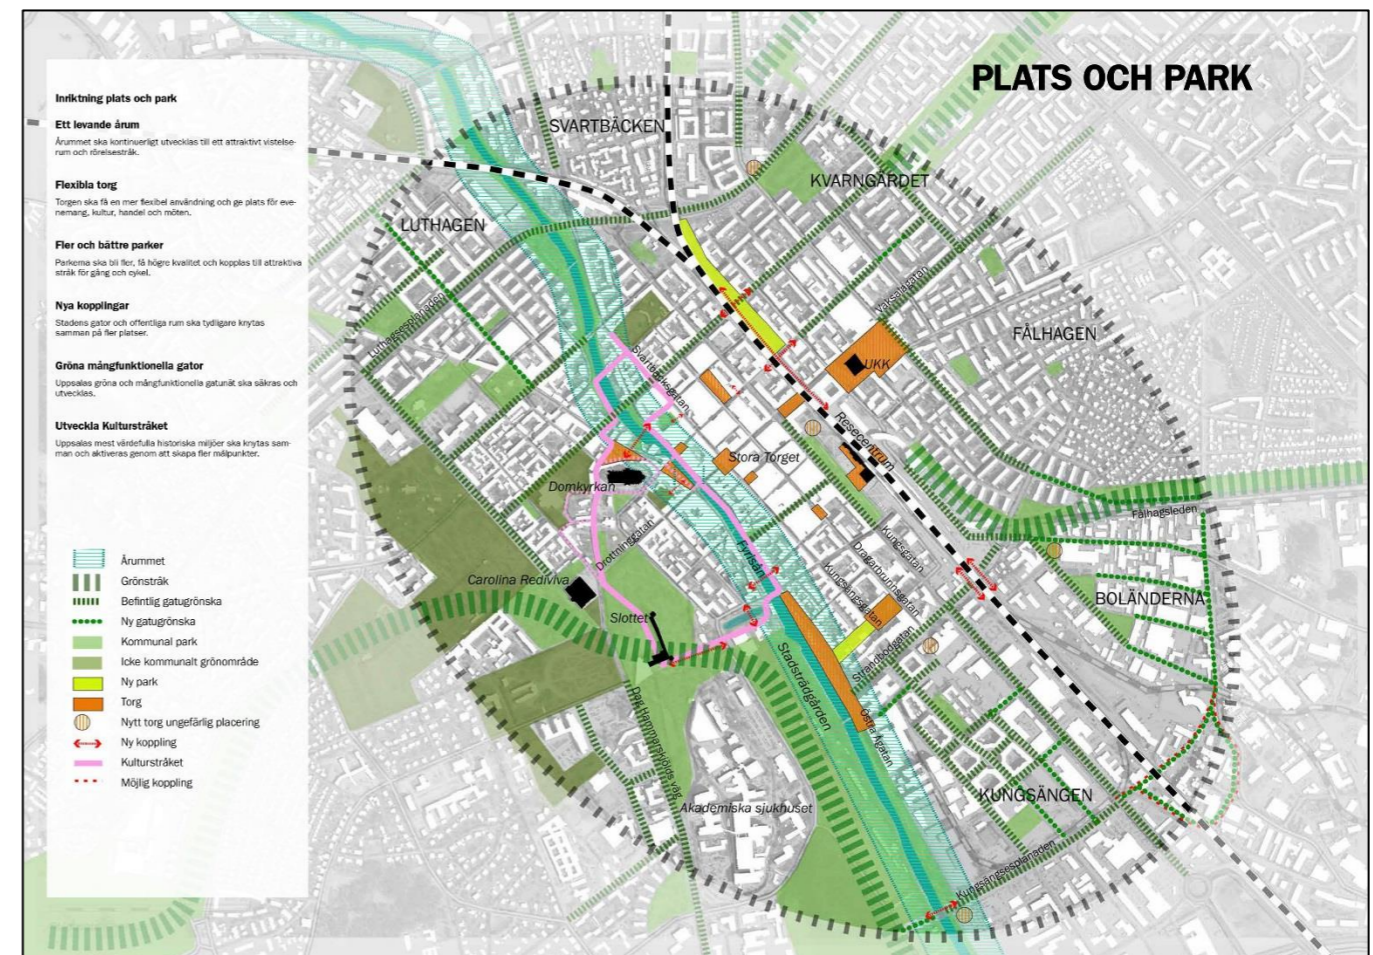 PLATS OCH PARK
Inriktning plats och park
Ett levande årum
Årummet ska kontinuerligt utvecklas till ett attraktivt vistelse-
rum och rörelsestråk.
Flexibla torg
Torgen ska få en mer flexibel användning och ge plats för eve-
nemang, kultur, handel och möten.
Fler och bättre parker
Parkerna ska bli fler, få högre kvalitet och kopplas till attraktiva
stråk för gång och cykel.
Nya kopplingar
Stadens gator och offentliga rum ska tydligare knytas
samman på fler platser.
Gröna mångfunktionella gator
Uppsalas gröna och mångfunktionella gatunät ska säkras och
utvecklas.
Utveckla Kulturstråket
Uppsalas mest värdefulla historiska miljöer ska knytas sam-
man och aktiveras genom att skapa fler målpunkter.
Årummet
Grönstråk
Befintlig gatugrönska
Ny gatugrönska
Kommunal park
Icke kommunalt grönområde
Ny park
Torg
Nytt torg ungefärlig placering
Ny koppling
Kulturstråket
Möjlig koppling
SVARTBÄCKEN
KVARNGÄRDET
LUTHAGEN
Vaksalagatan
Luthagsesplanaden
FÅLHAGEN
Svartbäcksgatan
UKK
Resecentrum
Stora Torget
Domkyrkan
Fålhagsleden
Drottninggatan
Fyrisån
Kungsgatan
Dragarbrunnsgatan
Kungsängsgatan
Carolina Rediviva
BOLÄNDERNA
Slottet
Strandbodgatan
Stadsträdgården
Östra Ågatan
Dag Hammarskjölds väg
KUNGSÄNGEN
Akademiska sjukhuset
Kungsängsesplanaden